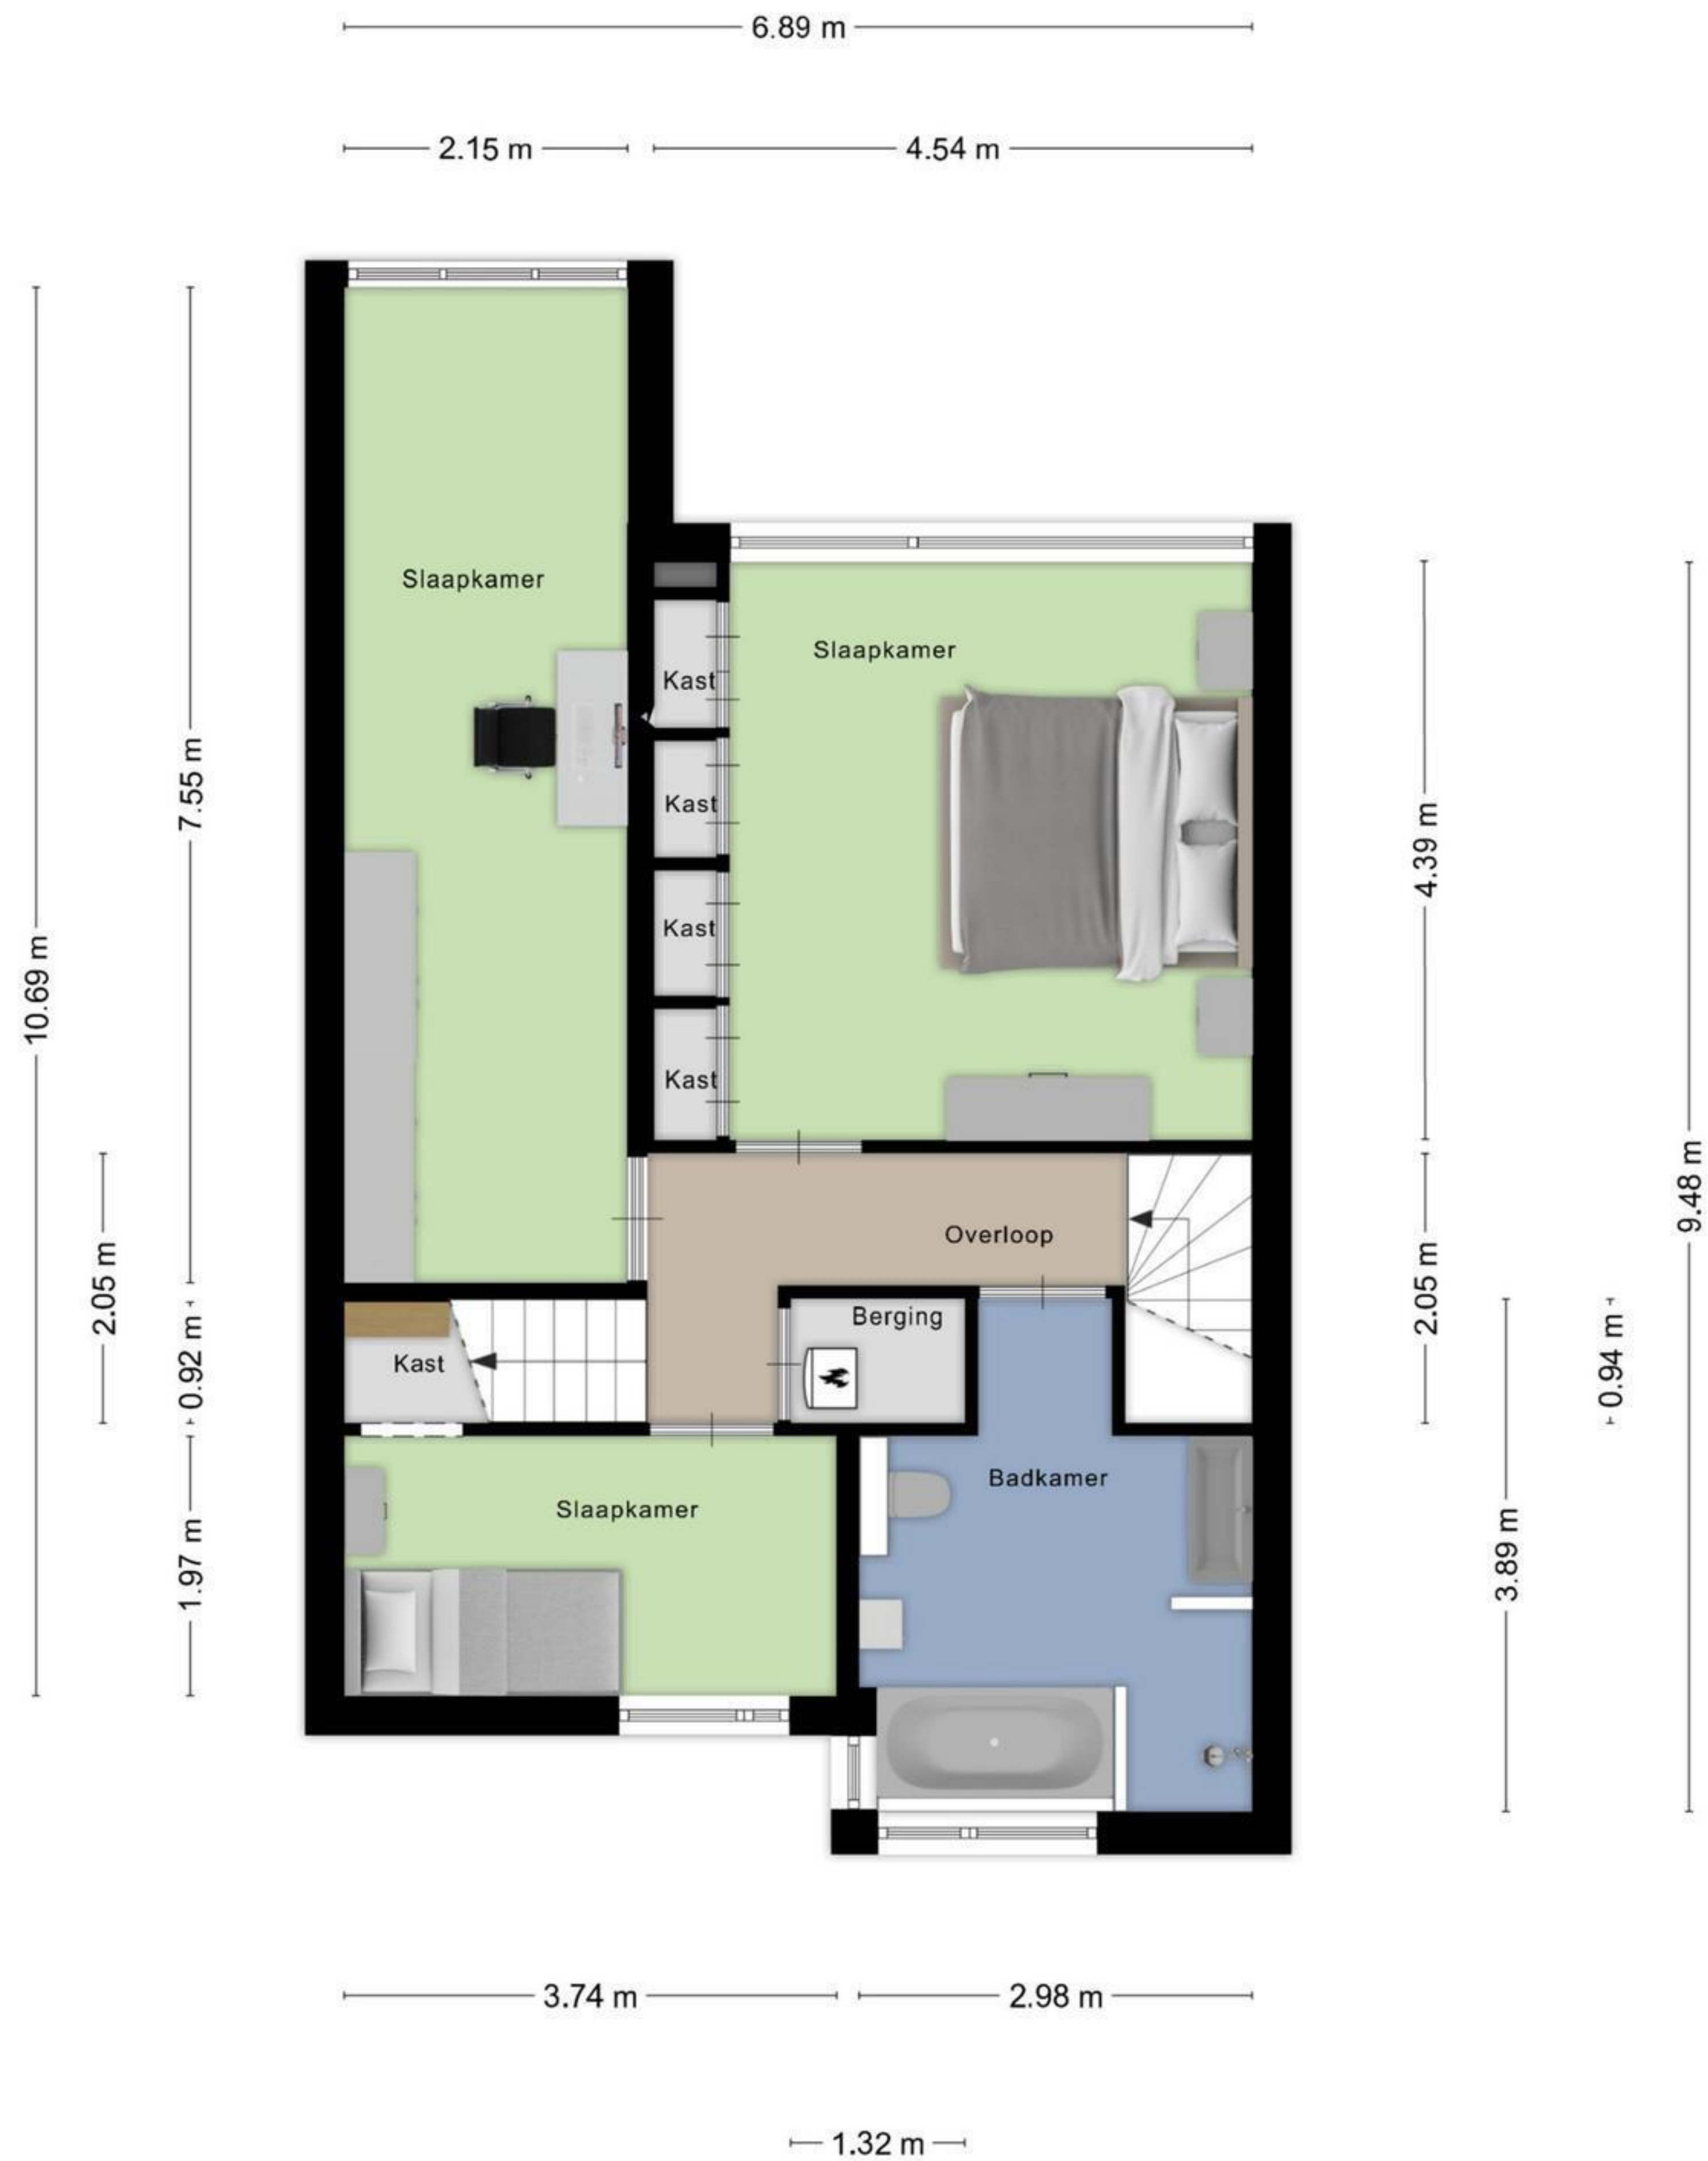 6.89 m
2.15 m
4.54 m
Slaapkamer
Slaapkamer
Kast
Kast
Kast
Kast
7.55 m
4.39 m
10.69 m
9.48 m
Overloop
2.05 m
2.05 m
Berging
0.92 m
Kast
0.94 m
Badkamer
Slaapkamer
1.97 m
3.89 m
3.74 m
2.98 m
1.32 m